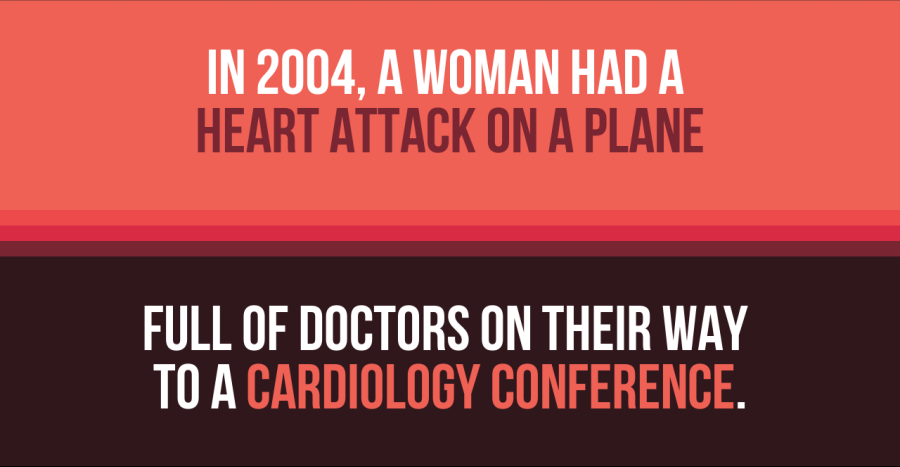 IN 2004, A WOMAN HAD A
HEART ATTACK ON A PLANE
FULL OF DOCTORS ON THEIR WAY
TO A CARDIOLOGY CONFERENCE.